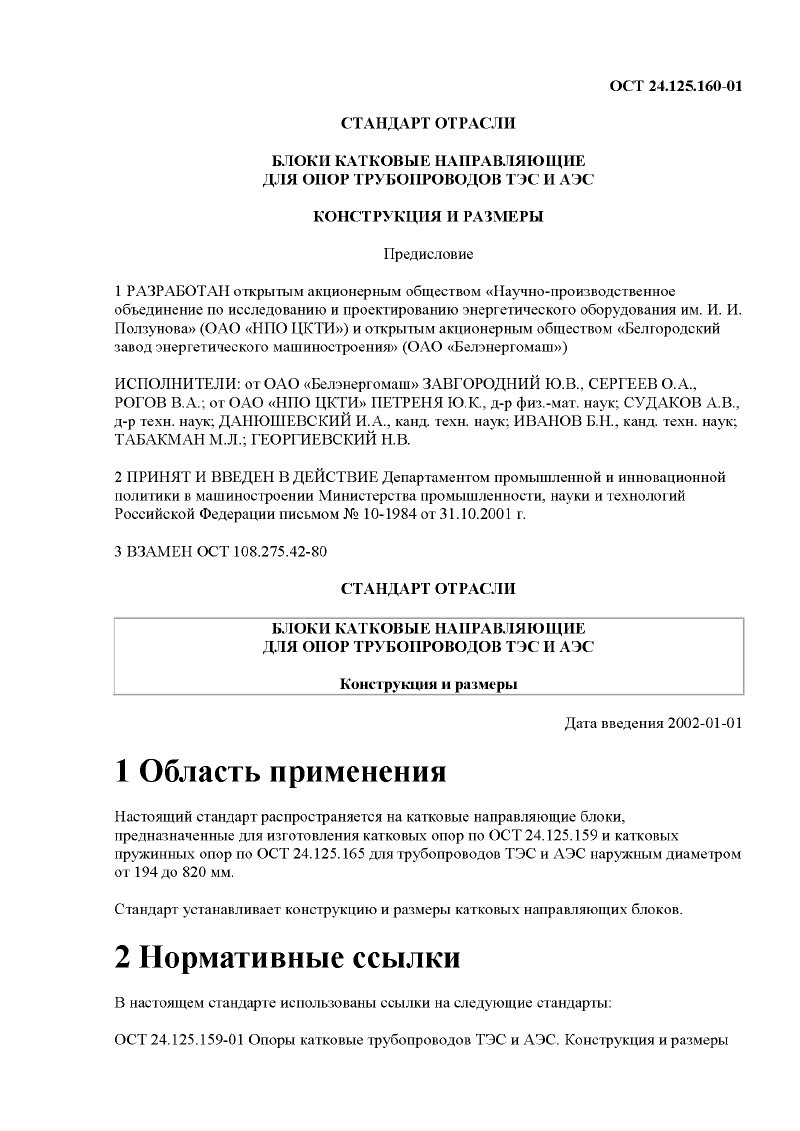 ОСТ 24.125.160-01
СТАНДАРТ ОТРАСЛИ
БЛОКИ КАТКОВЫЕ НАПРАВЛЯЮЩИЕ
ДЛЯ ОПОР ТРУБОПРОВОДОВ ТЭС И АЭС
КОНСТРУКЦИЯ И РАЗМЕРЫ
Предисловие
1 РАЗРАБОТАН открытым акционерным обществом «Научно-производственное
объединение по исследованию и проектированию энергетического оборудования им. И. И.
Ползунова» (ОАО «НПО ЦКТИ») и открытым акционерным обществом «Белгородский
завод энергетического машиностроения» (ОАО «Белэнергомаш»)
ИСПОЛНИТЕЛИ: от ОАО «Белэнергомаш» ЗАВГОРОДНИЙ Ю.В., СЕРГЕЕВ О.А.,
РОГОВ В.А.; от ОАО «НПО ЦКТИ» ПЕТРЕНЯ Ю.К., д-р физ.-мат. наук; СУДАКОВ А.В.,
д-р техн. наук; ДАНЮШЕВСКИЙ И.А., канд. техн. наук; ИВАНОВ Б.Н., канд. техн. наук;
ТАБАКМАН М.Л.; ГЕОРГИЕВСКИЙ Н.В.
2 ПРИНЯТ И ВВЕДЕН В ДЕЙСТВИЕ Департаментом промышленной и инновационной
политики в машиностроении Министерства промышленности, науки и технологий
Российской Федерации письмом № 10-1984 от 31.10.2001 г.
3 ВЗАМЕН ОСТ 108.275.42-80
СТАНДАРТ ОТРАСЛИ
БЛОКИ КАТКОВЫЕ НАПРАВЛЯЮЩИЕ
ДЛЯ ОПОР ТРУБОПРОВОДОВ ТЭС И АЭС
Конструкция и размеры
Дата введения 2002-01-01
1 Область применения
Настоящий стандарт распространяется на катковые направляющие блоки,
предназначенные для изготовления катковых опор по ОСТ 24.125.159 и катковых
пружинных опор по ОСТ 24.125.165 для трубопроводов ТЭС и АЭС наружным диаметром
от 194 до 820 мм.
Стандарт устанавливает конструкцию и размеры катковых направляющих блоков.
2 Нормативные ссылки
В настоящем стандарте использованы ссылки на следующие стандарты:
ОСТ 24.125.159-01 Опоры катковые трубопроводов ТЭС и АЭС. Конструкция и размеры